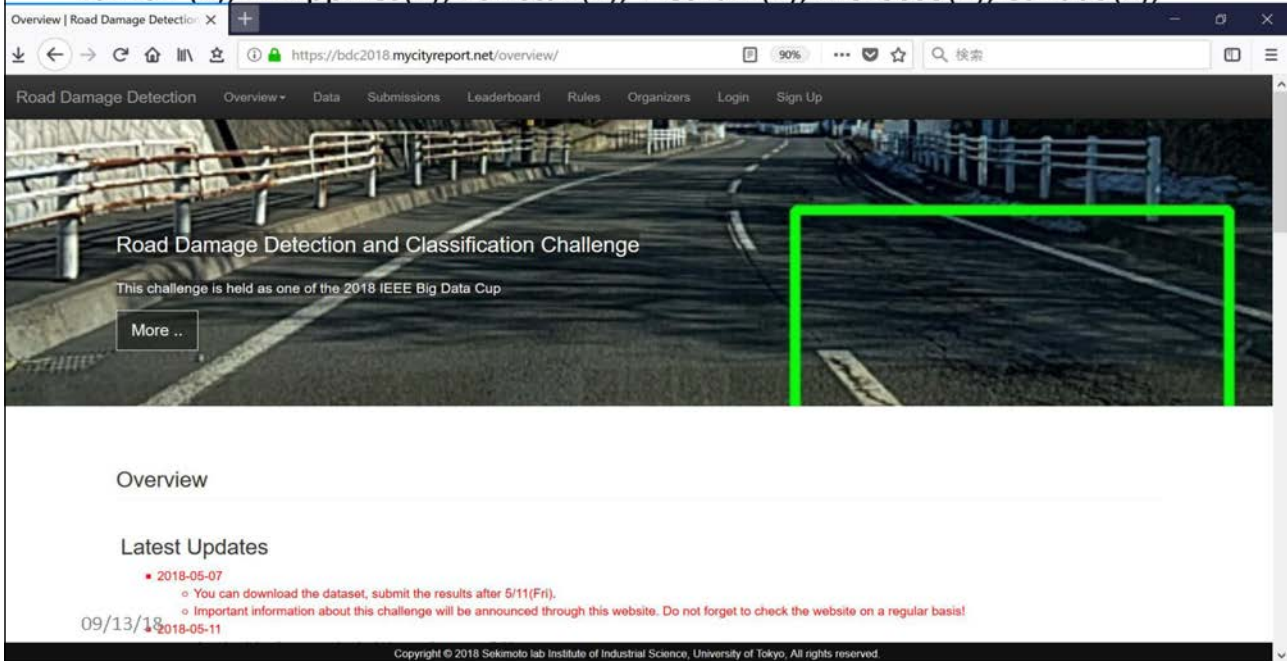 Overview | Road Damage Detection
https://bdc2018.mycityreport.net/overview/
90%
検索
Road Damage Detection Overview Data Submissions Leaderboard Rules Organizers Login Sign Up
Road Damage Detection and Classification Challenge
This challenge is held as one of the 2018 IEEE Big Data Cup
More ..
Overview
Latest Updates
2018-05-07
You can download the dataset, submit the results after 5/11(Fri).
Important information about this challenge will be announced through this website. Do not forget to check the website on a regular basis!
09/13/18
2018-05-11
Copyright © 2018 Sekimoto lab Institute of Industrial Science, University of Tokyo, All rights reserved.